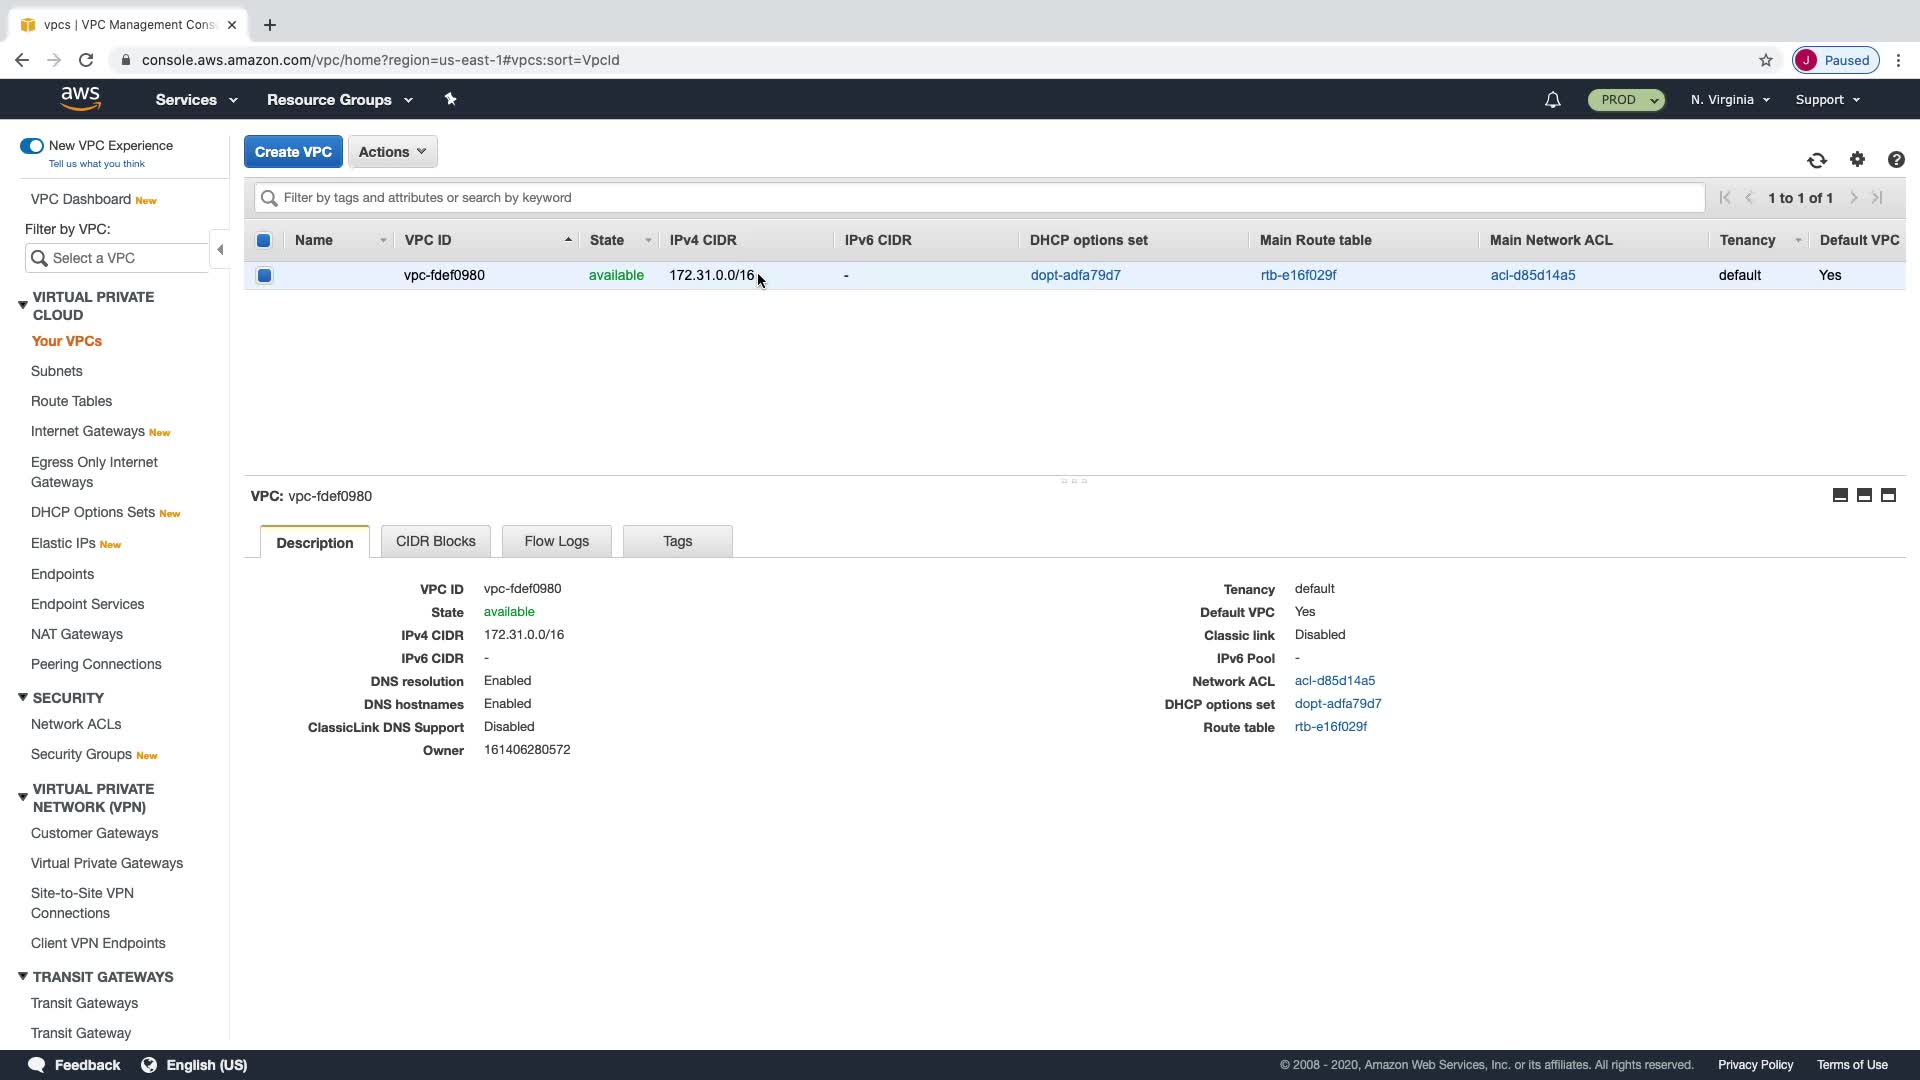 vpcs | VPC Management Cons
console.aws.amazon.com/vpc/home?region=us-east-1#vpcs:sort=VpcId
J Paused
aws Services Resource Groups PROD N. Virginia Support
New VPC Experience
Tell us what you think
VPC Dashboard New
Filter by VPC:
Select a VPC
VIRTUAL PRIVATE
CLOUD
Your VPCs
Subnets
Route Tables
Internet Gateways New
Egress Only Internet
Gateways
DHCP Options Sets New
Elastic IPs New
Endpoints
Endpoint Services
NAT Gateways
Peering Connections
SECURITY
Network ACLs
Security Groups New
VIRTUAL PRIVATE
NETWORK (VPN)
Customer Gateways
Virtual Private Gateways
Site-to-Site VPN
Connections
Client VPN Endpoints
TRANSIT GATEWAYS
Transit Gateways
Transit Gateway
Create VPC Actions
Filter by tags and attributes or search by keyword 1 to 1 of 1
Name VPC ID State IPv4 CIDR IPv6 CIDR DHCP options set Main Route table Main Network ACL Tenancy Default VPC
vpc-fdef0980 available 172.31.0.0/16 - dopt-adfa79d7 rtb-e16f029f acl-d85d14a5 default Yes
VPC: vpc-fdef0980
Description CIDR Blocks Flow Logs Tags
VPC ID vpc-fdef0980 Tenancy default
State available Default VPC Yes
IPv4 CIDR 172.31.0.0/16 Classic link Disabled
IPv6 CIDR - IPv6 Pool -
DNS resolution Enabled Network ACL acl-d85d14a5
DNS hostnames Enabled DHCP options set dopt-adfa79d7
ClassicLink DNS Support Disabled Route table rtb-e16f029f
Owner 161406280572
Feedback English (US) © 2008 - 2020, Amazon Web Services, Inc. or its affiliates. All rights reserved. Privacy Policy Terms of Use